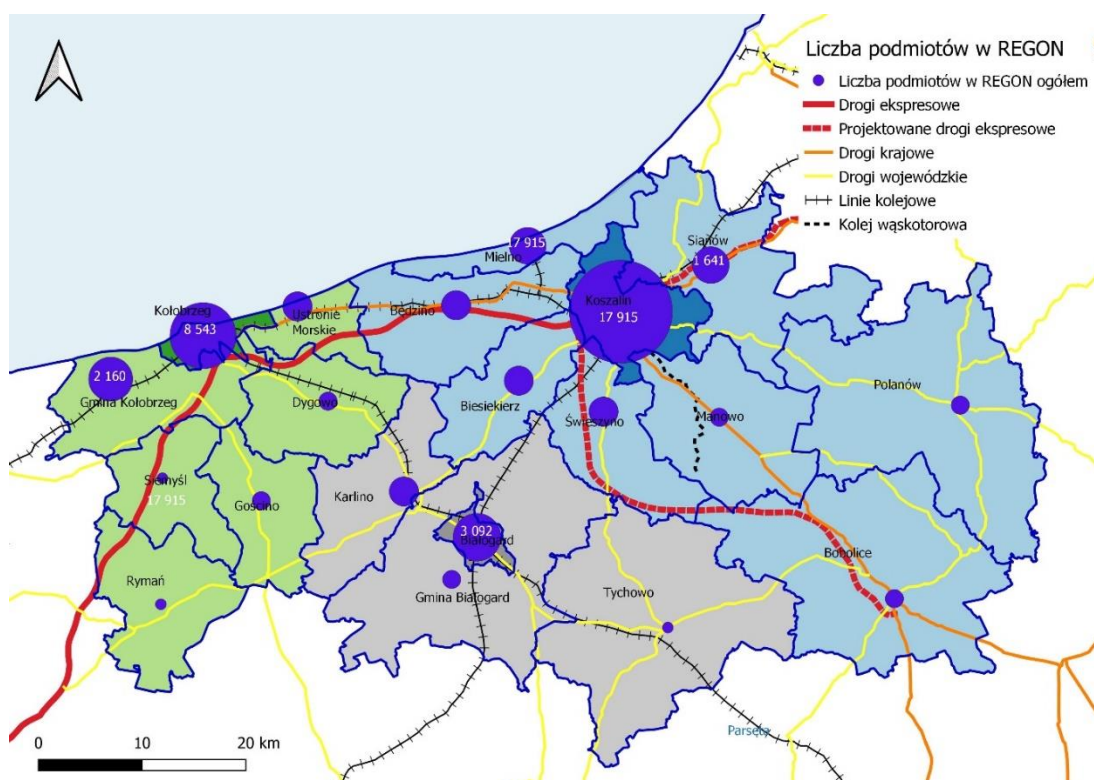 Liczba podmiotów w REGON
Liczba podmiotów w REGON ogółem
Drogi ekspresowe
Projektowane drogi ekspresowe
Drogi krajowe
Drogi wojewódzkie
Linie kolejowe
Kolej wąskotorowa
17 915
Mielno
Sianów
1 641
Koszalin
17 915
Kołobrzeg
8 543
Ustronie
Morskie
Będzino
2 160
Gmina Kołobrzeg
Dygowo
Biesiekierz
Świeszyno
Manowo
Polanów
Siemyśl
17 915
Gościno
Karlino
3 092
Białogard
Gmina Białogard
Rymań
Tychowo
Bobolice
Parsęta
0 10 20 km